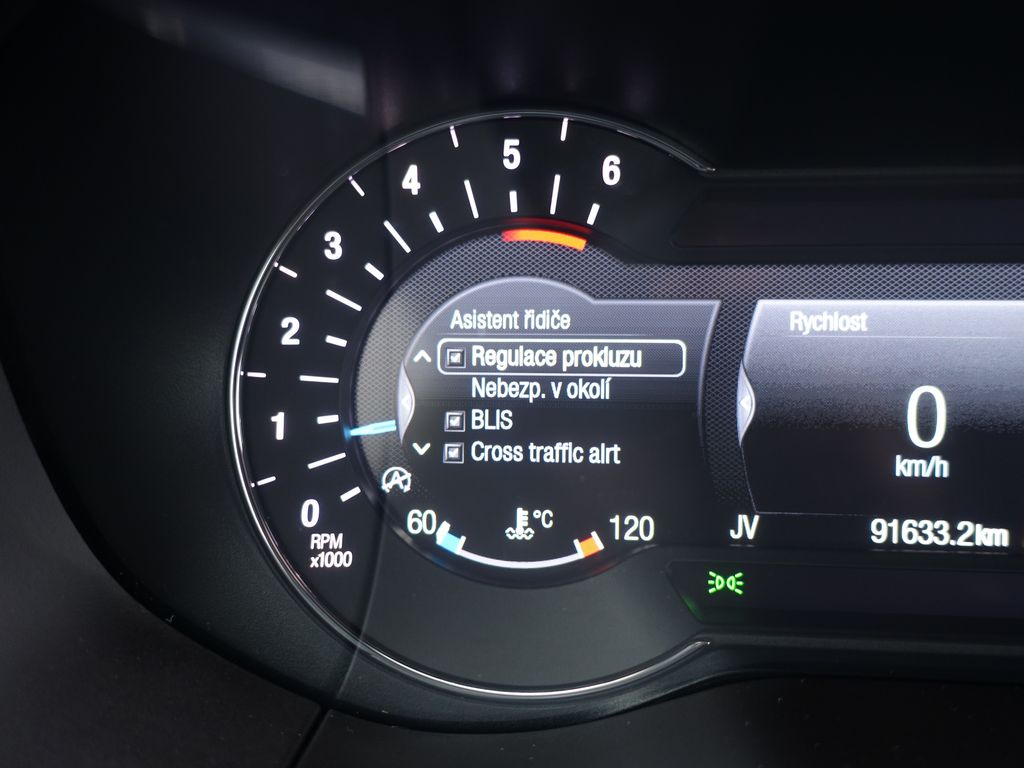 6
5
4
3
2
1
0
RPM
x1000
Asistent řidiče
Regulace prokluzu
Nebezp. v okolí
BLIS
Cross traffic alrt
A
60
°C
120
Rychlost
0
km/h
JV
91633.2km